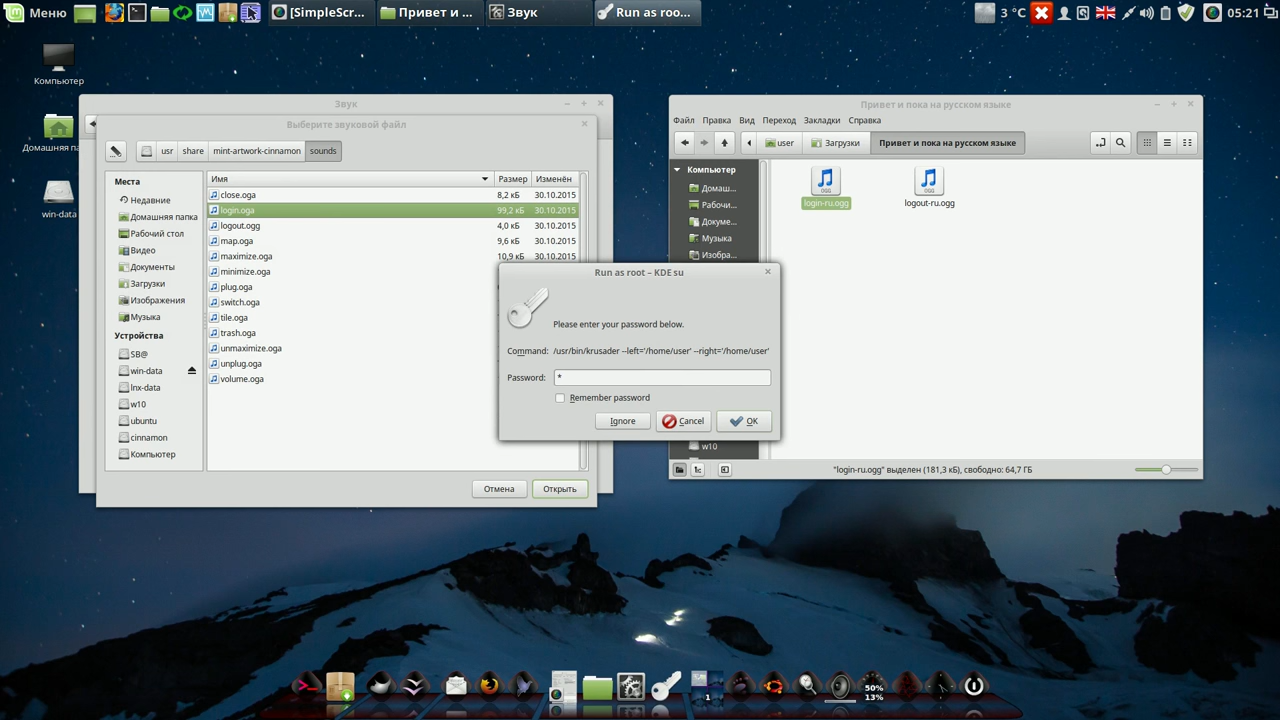 Меню
[SimpleScr...
Привет и ...
Звук
Run as roo...
3 °C
05:21
Компьютер
Домашняя па
win-data
Звук
Выберите звуковой файл
usr
share
mint-artwork-cinnamon
sounds
Места
Недавние
Домашняя папка
Рабочий стол
Видео
Документы
Загрузки
Изображения
Музыка
Устройства
SB@
win-data
lnx-data
w10
ubuntu
cinnamon
Компьютер
Имя Размер Изменён
close.oga 8,2 кБ 30.10.2015
login.oga 99,2 кБ 30.10.2015
logout.ogg 4,0 кБ 30.10.2015
map.oga 9,6 кБ 30.10.2015
maximize.oga 10,9 кБ 30.10.2015
minimize.oga
plug.oga
switch.oga
tile.oga
trash.oga
unmaximize.oga
unplug.oga
volume.oga
Отмена
Открыть
Run as root – KDE su
Please enter your password below.
Command: /usr/bin/krusader --left='/home/user' --right='/home/user'
Password: *
Remember password
Ignore
Cancel
OK
Привет и пока на русском языке
Файл Правка Вид Переход Закладки Справка
user
Загрузки
Привет и пока на русском языке
Компьютер
Домаш...
Рабочи...
Докуме...
Музыка
Изобра...
w10
OGG
login-ru.ogg
OGG
logout-ru.ogg
"login-ru.ogg" выделен (181,3 кБ), свободно: 64,7 ГБ
1
50%
13%